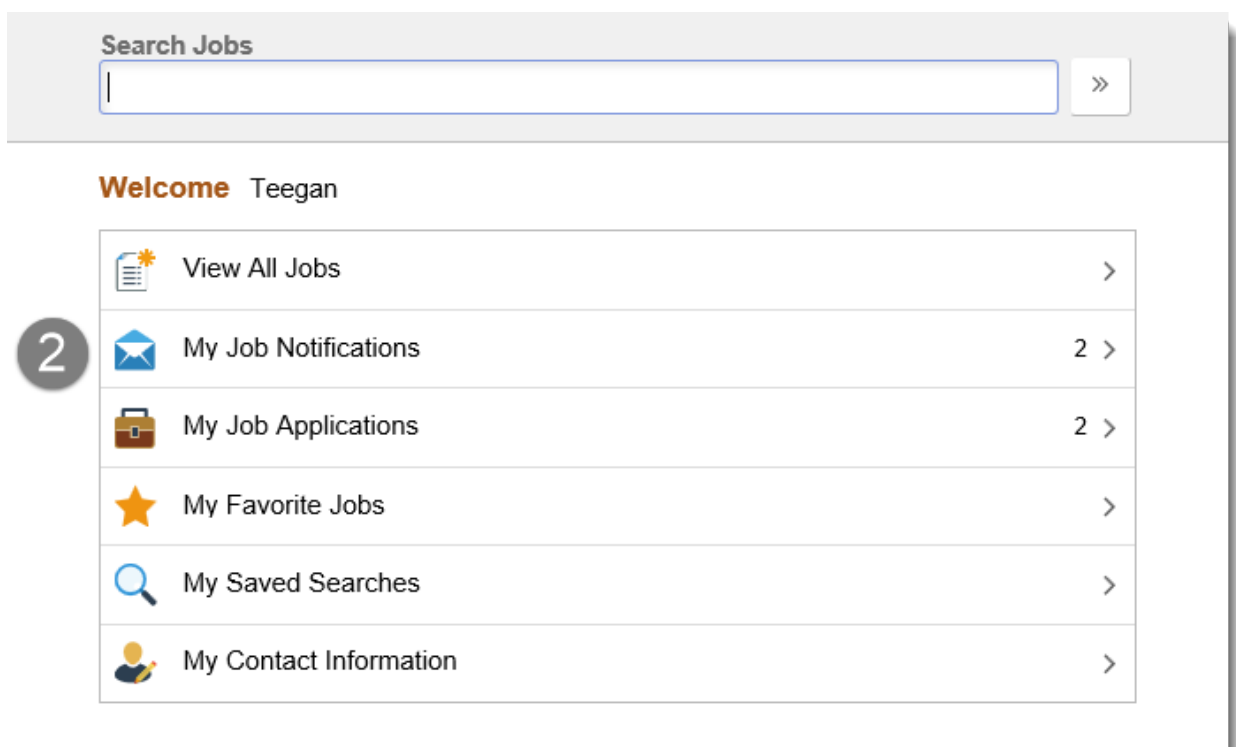 Search Jobs
»
Welcome Teegan
View All Jobs
2 My Job Notifications 2
My Job Applications 2
My Favorite Jobs
My Saved Searches
My Contact Information